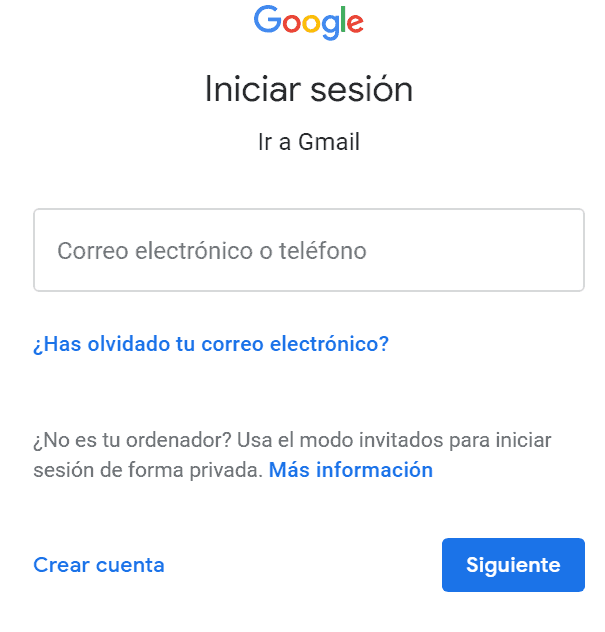 Google
Iniciar sesión
Ir a Gmail
Correo electrónico o teléfono
¿Has olvidado tu correo electrónico?
¿No es tu ordenador? Usa el modo invitados para iniciar
sesión de forma privada. Más información
Crear cuenta
Siguiente